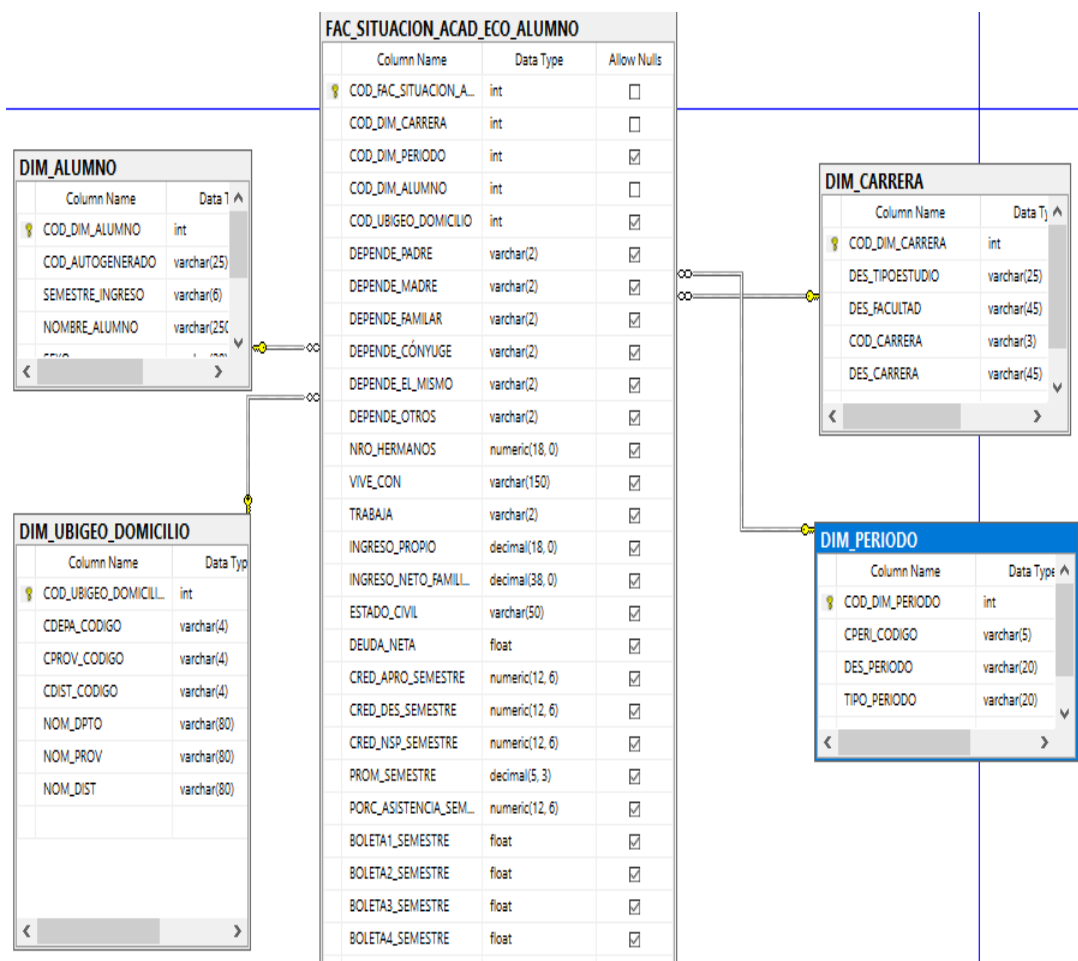 FAC_SITUACION_ACAD_ECO_ALUMNO
Column Name Data Type Allow Nulls
COD_FAC_SITUACION_A... int
COD_DIM_CARRERA int
COD_DIM_PERIODO int
COD_DIM_ALUMNO int
COD_UBIGEO_DOMICILIO int
DEPENDE_PADRE varchar(2)
DEPENDE_MADRE varchar(2)
DEPENDE_FAMILAR varchar(2)
DEPENDE_CÓNYUGE varchar(2)
DEPENDE_EL_MISMO varchar(2)
DEPENDE_OTROS varchar(2)
NRO_HERMANOS numeric(18, 0)
VIVE_CON varchar(150)
TRABAJA varchar(2)
INGRESO_PROPIO decimal(18, 0)
INGRESO_NETO_FAMILI... decimal(38, 0)
ESTADO_CIVIL varchar(50)
DEUDA_NETA float
CRED_APRO_SEMESTRE numeric(12, 6)
CRED_DES_SEMESTRE numeric(12, 6)
CRED_NSP_SEMESTRE numeric(12, 6)
PROM_SEMESTRE decimal(5, 3)
PORC_ASISTENCIA_SEM... numeric(12, 6)
BOLETA1_SEMESTRE float
BOLETA2_SEMESTRE float
BOLETA3_SEMESTRE float
BOLETA4_SEMESTRE float
DIM_ALUMNO
Column Name Data T
COD_DIM_ALUMNO int
COD_AUTOGENERADO varchar(25)
SEMESTRE_INGRESO varchar(6)
NOMBRE_ALUMNO varchar(250
DIM_UBIGEO_DOMICILIO
Column Name Data Typ
COD_UBIGEO_DOMICILI... int
CDEPA_CODIGO varchar(4)
CPROV_CODIGO varchar(4)
CDIST_CODIGO varchar(4)
NOM_DPTO varchar(80)
NOM_PROV varchar(80)
NOM_DIST varchar(80)
DIM_CARRERA
Column Name Data Ty
COD_DIM_CARRERA int
DES_TIPOESTUDIO varchar(25)
DES_FACULTAD varchar(45)
COD_CARRERA varchar(3)
DES_CARRERA varchar(45)
DIM_PERIODO
Column Name Data Type
COD_DIM_PERIODO int
CPERI_CODIGO varchar(5)
DES_PERIODO varchar(20)
TIPO_PERIODO varchar(20)